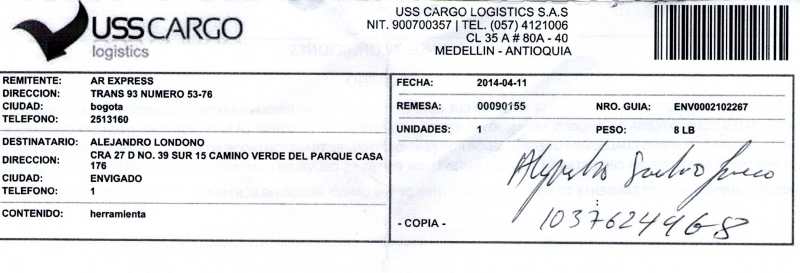 USS CARGO
logistics
USS CARGO LOGISTICS S.A.S
NIT. 900700357 | TEL. (057) 4121006
CL 35 A # 80A - 40
MEDELLIN - ANTIOQUIA
REMITENTE: AR EXPRESS
DIRECCION: TRANS 93 NUMERO 53-76
CIUDAD: bogota
TELEFONO: 2513160
DESTINATARIO: ALEJANDRO LONDONO
DIRECCION: CRA 27 D NO. 39 SUR 15 CAMINO VERDE DEL PARQUE CASA
176
CIUDAD: ENVIGADO
TELEFONO: 1
CONTENIDO: herramienta
FECHA: 2014-04-11
REMESA: 00090155 NRO. GUIA: ENV0002102267
UNIDADES: 1 PESO: 8 LB
- COPIA -
1037624968